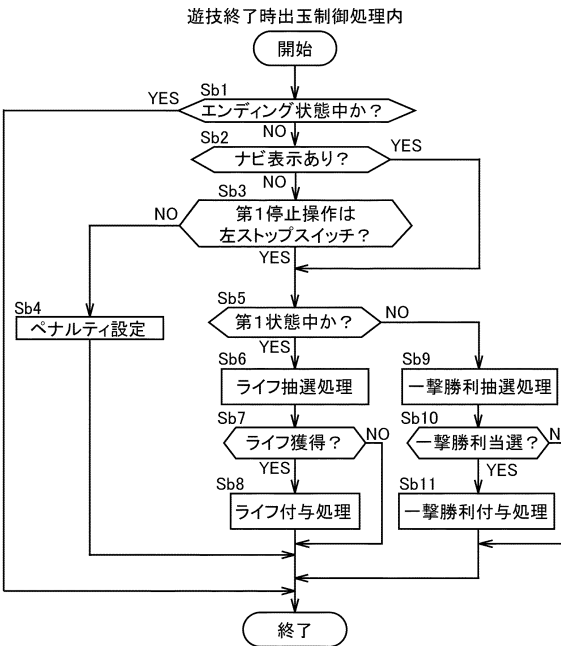 遊技終了時出玉制御処理内
開始
Sb1
エンディング状態中か？
YES
NO
Sb2
ナビ表示あり？
YES
NO
Sb3
第1停止操作は
左ストップスイッチ？
NO
YES
Sb4
ペナルティ設定
Sb5
第1状態中か？
NO
YES
Sb6
ライフ抽選処理
Sb7
ライフ獲得？
NO
YES
Sb8
ライフ付与処理
Sb9
一撃勝利抽選処理
Sb10
一撃勝利当選？
YES
Sb11
一撃勝利付与処理
終了